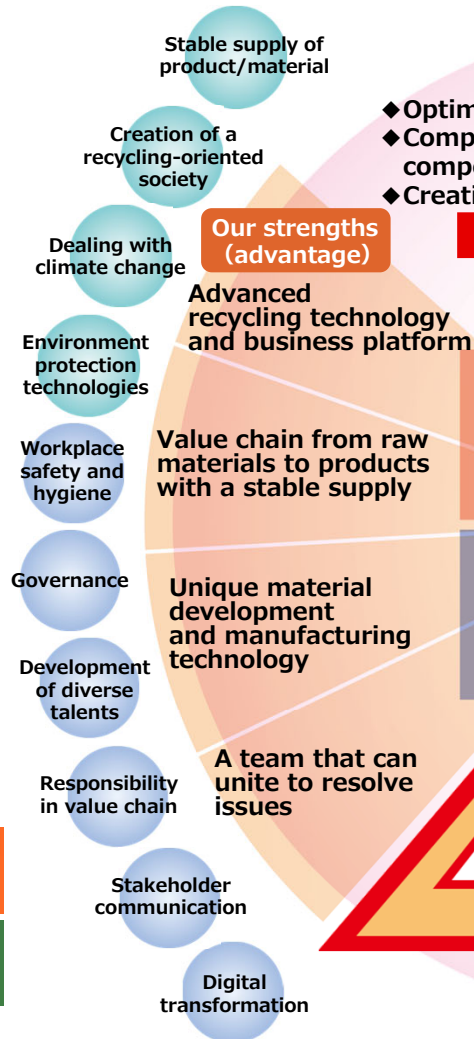 Stable supply of
product/material
Creation of a
recycling-oriented
society
Dealing with
climate change
Environment
protection
technologies
Workplace
safety and
hygiene
Governance
Development
of diverse
talents
Responsibility
in value chain
Stakeholder
communication
Digital
transformation
Our strengths
(advantage)
Advanced
recycling technology
and business platform
Value chain from raw
materials to products
with a stable supply
Unique material
development
and manufacturing
technology
A team that can
unite to resolve
issues
◆Optim
◆Comp
compe
◆Creati